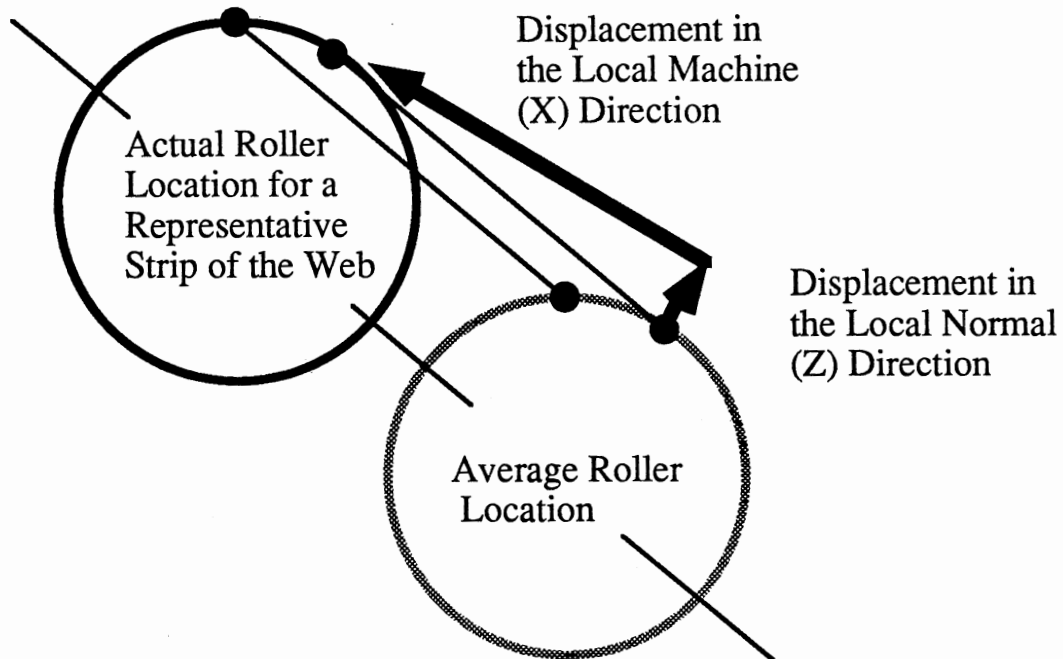 Displacement in
the Local Machine
(X) Direction
Actual Roller
Location for a
Representative
Strip of the Web
Displacement in
the Local Normal
(Z) Direction
Average Roller
Location